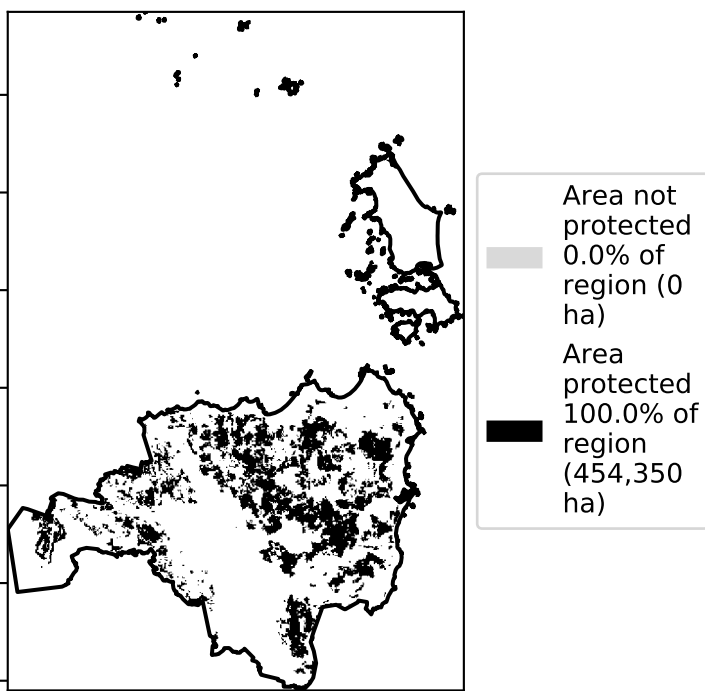 Area not
protected
0.0% of
region (0
ha)
Area
protected
100.0% of
region
(454,350
ha)